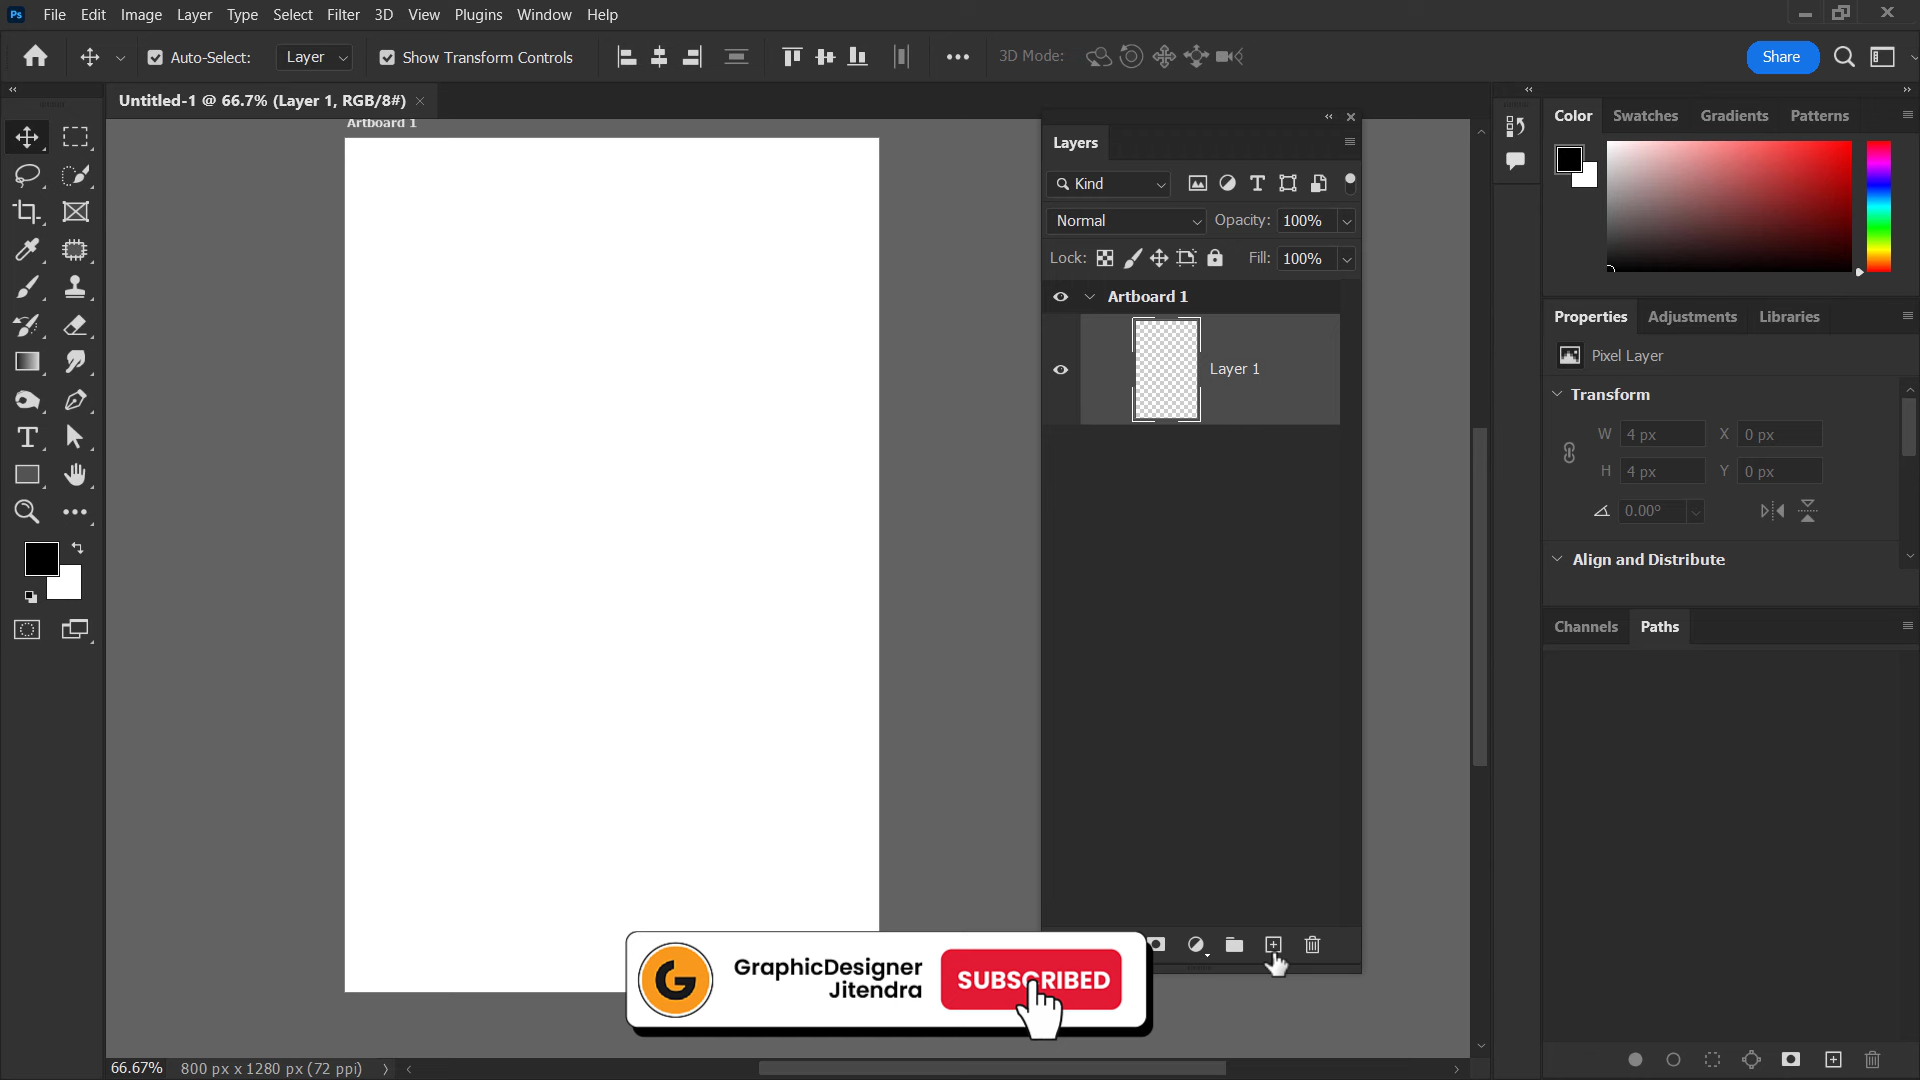 Ps File Edit Image Layer Type Select Filter 3D View Plugins Window Help
Auto-Select: Layer Show Transform Controls 3D Mode: Share
Untitled-1 @ 66.7% (Layer 1, RGB/8#)
Artboard 1
Layers
Kind
Normal Opacity: 100%
Lock: Fill: 100%
Artboard 1
Layer 1
Color Swatches Gradients Patterns
Properties Adjustments Libraries
Pixel Layer
Transform
W 4 px X 0 px
H 4 px Y 0 px
0.00°
Align and Distribute
Channels Paths
G
GraphicDesigner
Jitendra
SUBSCRIBED
66.67% 800 px x 1280 px (72 ppi)